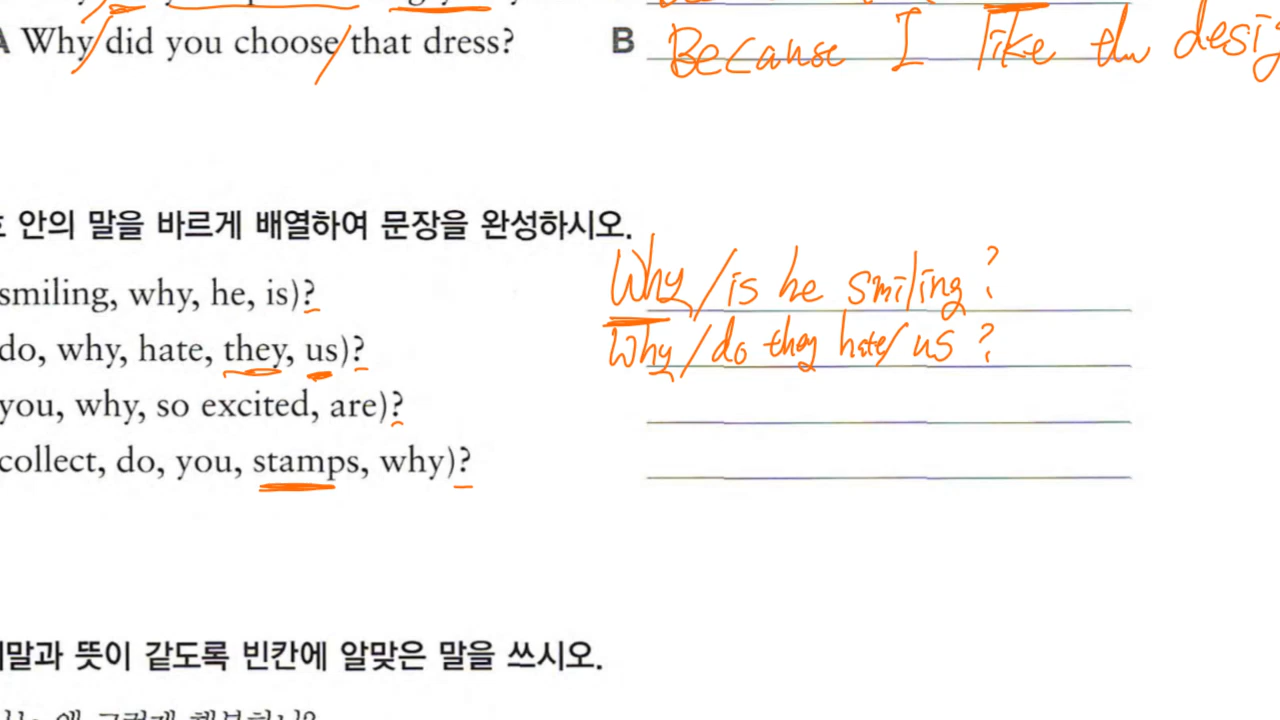 A Why/did you choose/that dress? B Because I like the desig
안의 말을 바르게 배열하여 문장을 완성하시오.
smiling, why, he, is)? Why/is he smiling?
do, why, hate, they, us)? Why/do they hate/us?
you, why, so excited, are)?
collect, do, you, stamps, why)?
말과 뜻이 같도록 빈칸에 알맞은 말을 쓰시오.